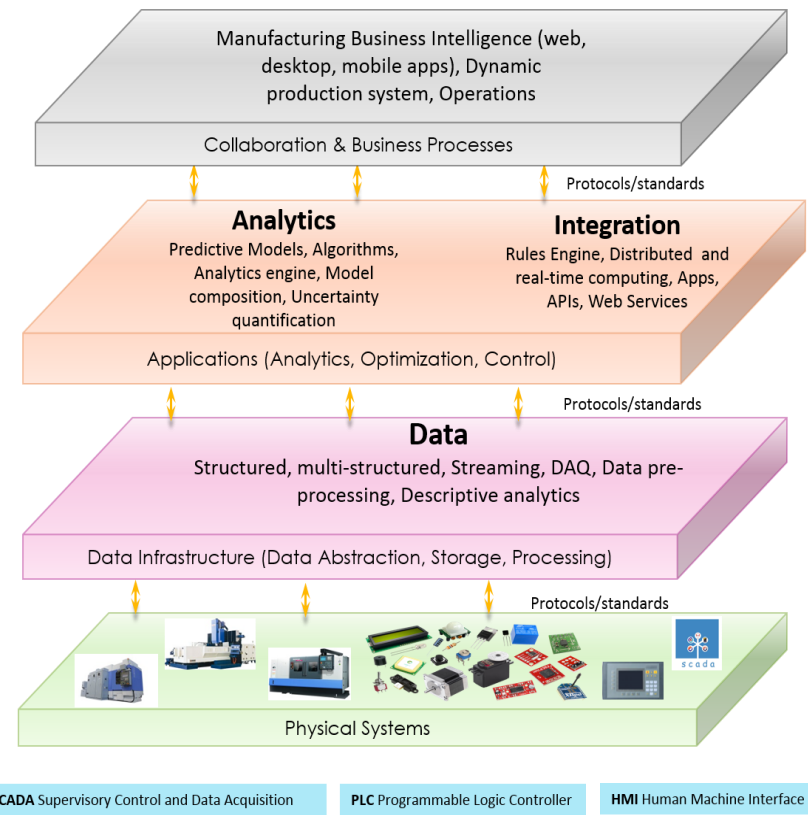 Manufacturing Business Intelligence (web,
desktop, mobile apps), Dynamic
production system, Operations
Collaboration & Business Processes
Protocols/standards
Analytics
Predictive Models, Algorithms,
Analytics engine, Model
composition, Uncertainty
quantification
Integration
Rules Engine, Distributed and
real-time computing, Apps,
APIs, Web Services
Applications (Analytics, Optimization, Control)
Protocols/standards
Data
Structured, multi-structured, Streaming, DAQ, Data pre-
processing, Descriptive analytics
Data Infrastructure (Data Abstraction, Storage, Processing)
Protocols/standards
scada
Physical Systems
CADA Supervisory Control and Data Acquisition
PLC Programmable Logic Controller
HMI Human Machine Interface